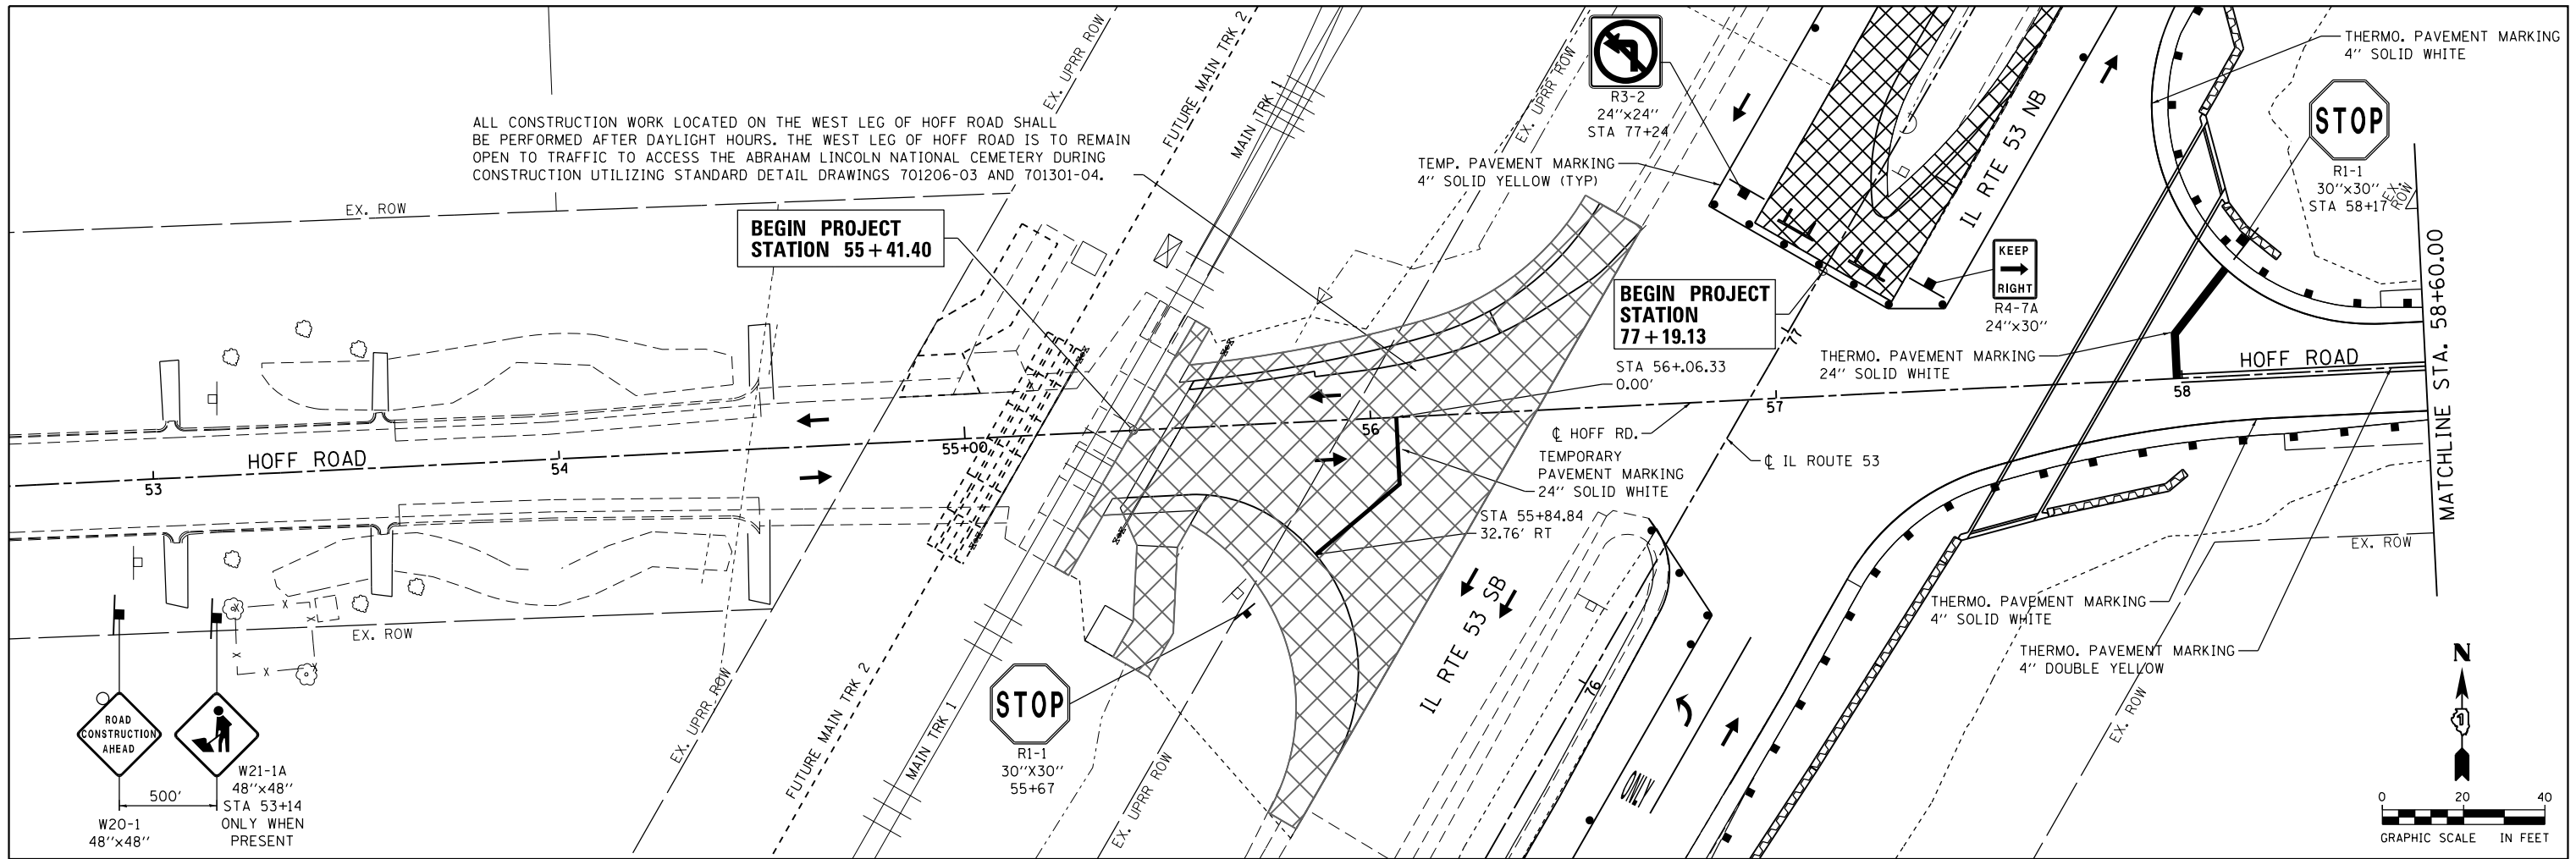 ALL CONSTRUCTION WORK LOCATED ON THE WEST LEG OF HOFF ROAD SHALL
BE PERFORMED AFTER DAYLIGHT HOURS. THE WEST LEG OF HOFF ROAD IS TO REMAIN
OPEN TO TRAFFIC TO ACCESS THE ABRAHAM LINCOLN NATIONAL CEMETERY DURING
CONSTRUCTION UTILIZING STANDARD DETAIL DRAWINGS 701206-03 AND 701301-04.
EX. ROW
BEGIN PROJECT
STATION 55+41.40
EX. UPRR ROW
FUTURE MAIN TRK 2
MAIN TRK 1
EX. UPRR ROW
R3-2
24''x24''
STA 77+24
TEMP. PAVEMENT MARKING
4'' SOLID YELLOW (TYP)
IL RTE 53 NB
THERMO. PAVEMENT MARKING
4'' SOLID WHITE
STOP
R1-1
30''x30''
STA 58+17
EX. ROW
KEEP
RIGHT
R4-7A
24''x30''
BEGIN PROJECT
STATION
77+19.13
77
STA 56+.06.33
0.00'
THERMO. PAVEMENT MARKING
24'' SOLID WHITE
HOFF ROAD
MATCHLINE STA. 58+60.00
HOFF ROAD
53
54
55+00
56
57
58
℄ HOFF RD.
℄ IL ROUTE 53
TEMPORARY
PAVEMENT MARKING
24'' SOLID WHITE
STA 55+84.84
32.76' RT
EX. ROW
THERMO. PAVEMENT MARKING
4'' SOLID WHITE
THERMO. PAVEMENT MARKING
4'' DOUBLE YELLOW
EX. ROW
EX. ROW
IL RTE 53 SB
76
ONLY
EX. UPRR ROW
FUTURE MAIN TRK 2
MAIN TRK 1
EX. UPRR ROW
STOP
R1-1
30''X30''
55+67
ROAD
CONSTRUCTION
AHEAD
500'
W20-1
48''x48''
W21-1A
48''x48''
STA 53+14
ONLY WHEN
PRESENT
N
1
0 20 40
GRAPHIC SCALE IN FEET